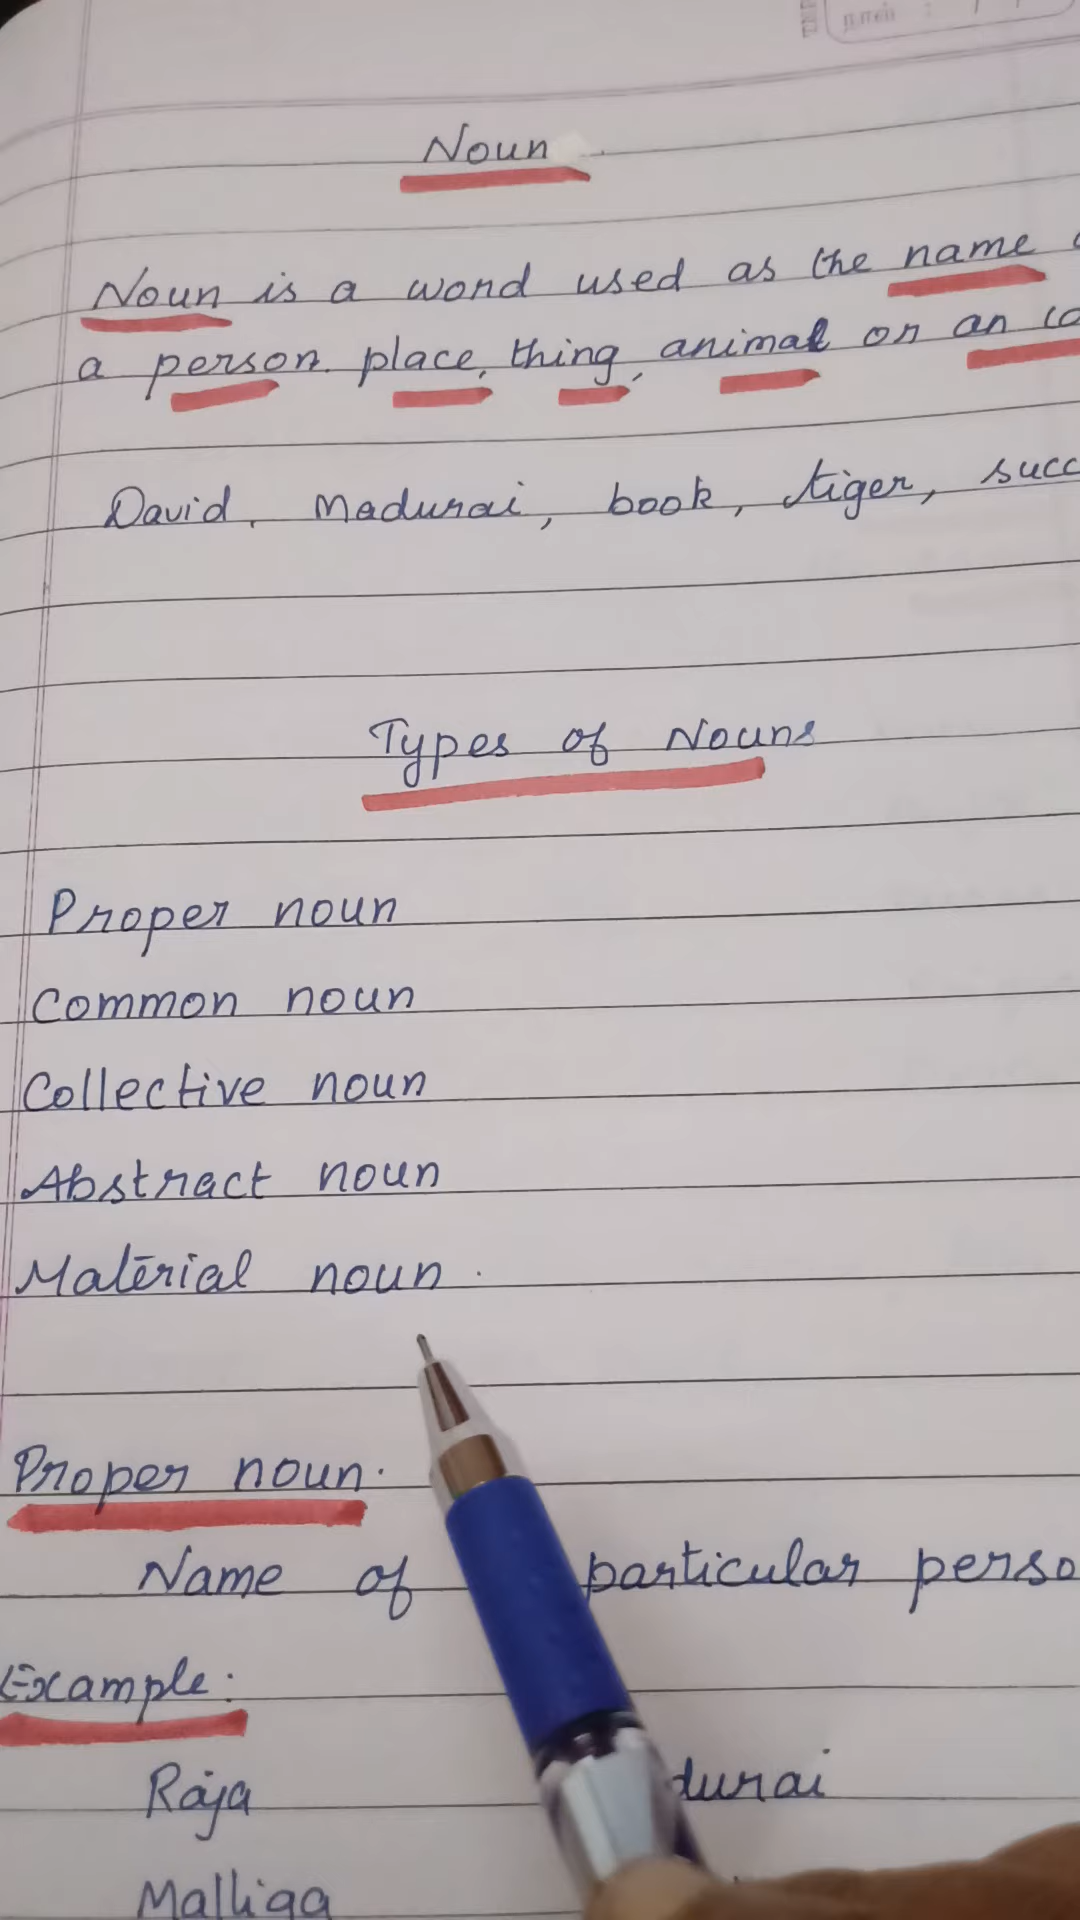 நாள் :
Noun
Noun is a word used as the name
a person, place, thing, animal or an
David, Madurai, book, tiger,
Types of Nouns
Proper noun
Common noun
Collective noun
Abstract noun
Material noun.
Proper noun.
Name of particular
Example:
Raja
Malliga